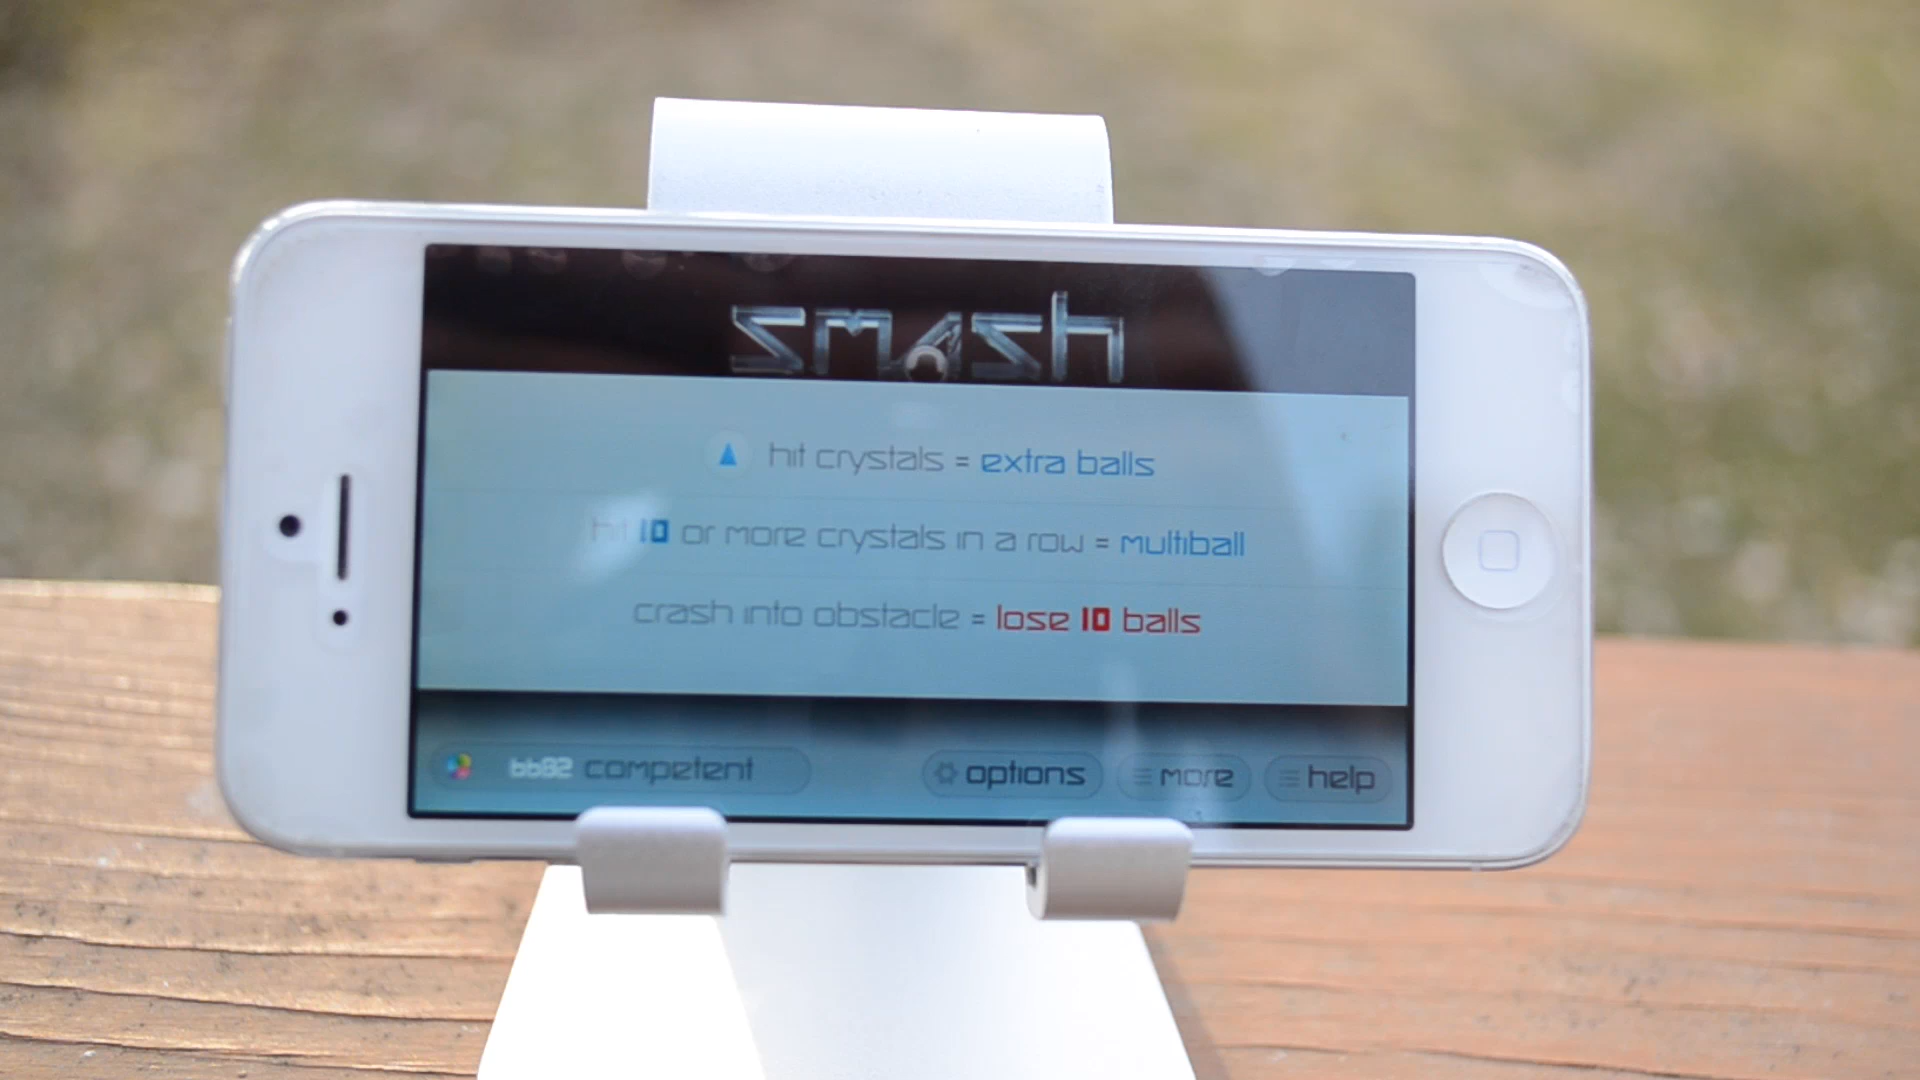 smash
hit crystals = extra balls
hit 10 or more crystals in a row = multiball
crash into obstacle = lose 10 balls
competent
options
more
help